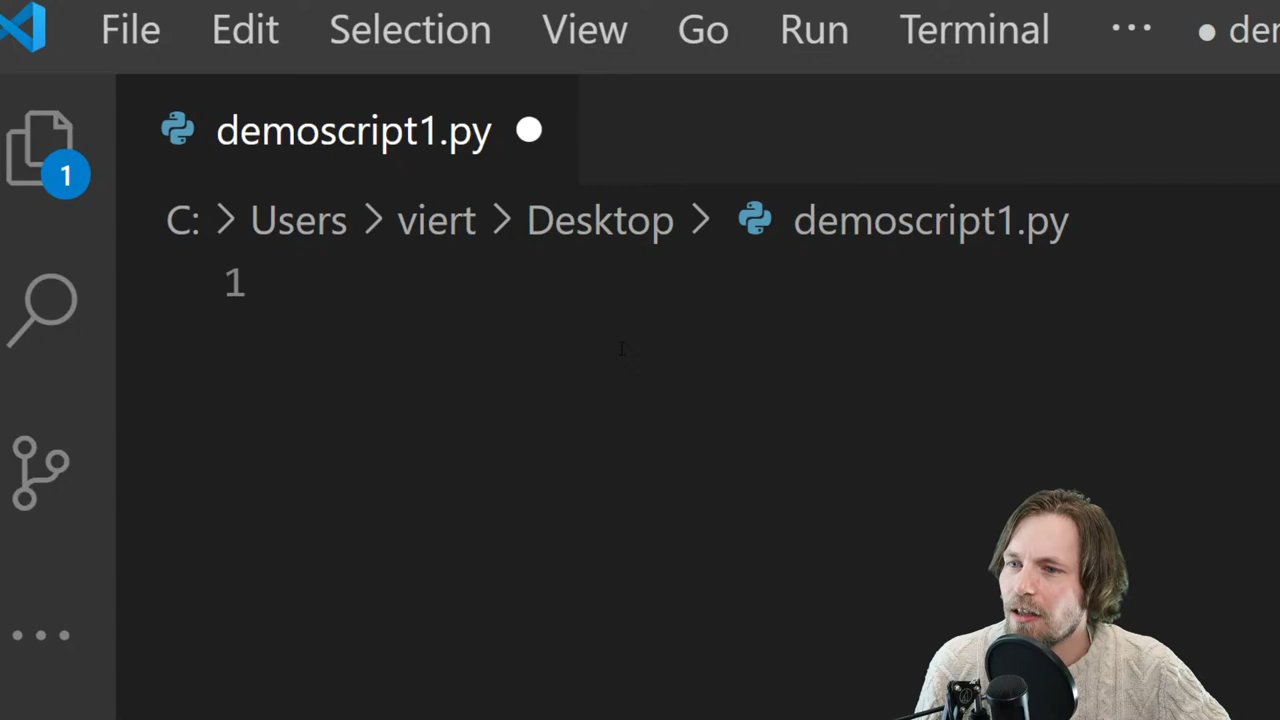 File Edit Selection View Go Run Terminal ··· ● der
demoscript1.py ●
1
C: > Users > viert > Desktop > demoscript1.py
1